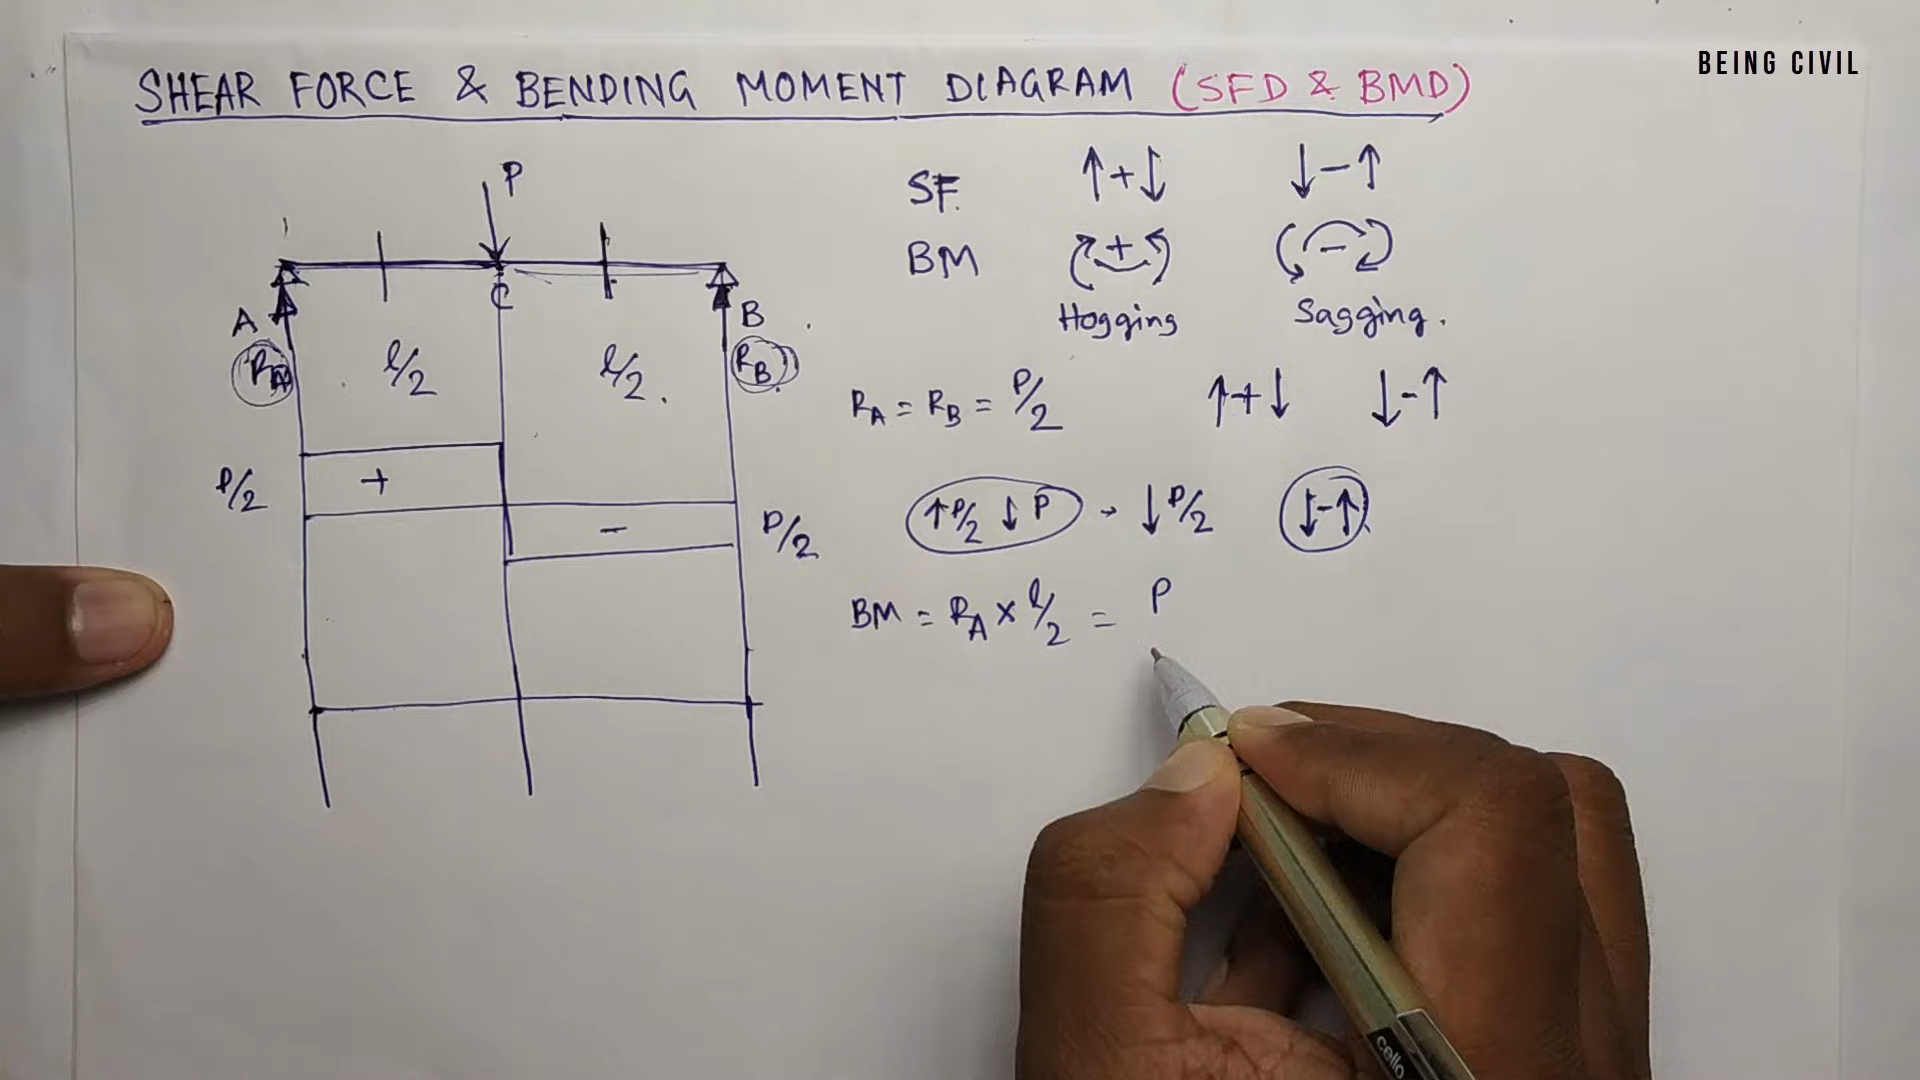 BEING CIVIL
SHEAR FORCE & BENDING MOMENT DIAGRAM (SFD & BMD)
P
C
A
B
RA
RB
l/2
l/2.
P/2
+
-
P/2
SF. ↑+↓ ↓-↑
BM + -
Hogging Sagging.
RA = RB = P/2 ↑+↓ ↓-↑
↑P/2 ↓P → ↓P/2 ↓-↑
BM = RA × l/2 = P
cello